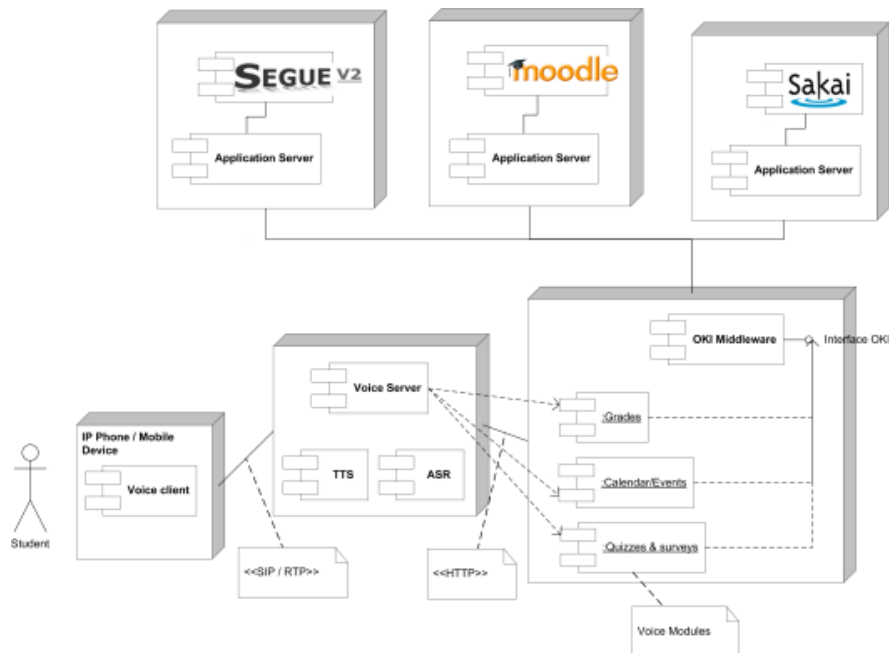 SEGUE V2
moodle
Sakai
Application Server
Application Server
Application Server
OKI Middleware
Interface OKI
Voice Server
:Grades
IP Phone / Mobile
Device
Voice client
TTS
ASR
:Calendar/Events
Student
:Quizzes & surveys
<<SIP / RTP>>
<<HTTP>>
Voice Modules